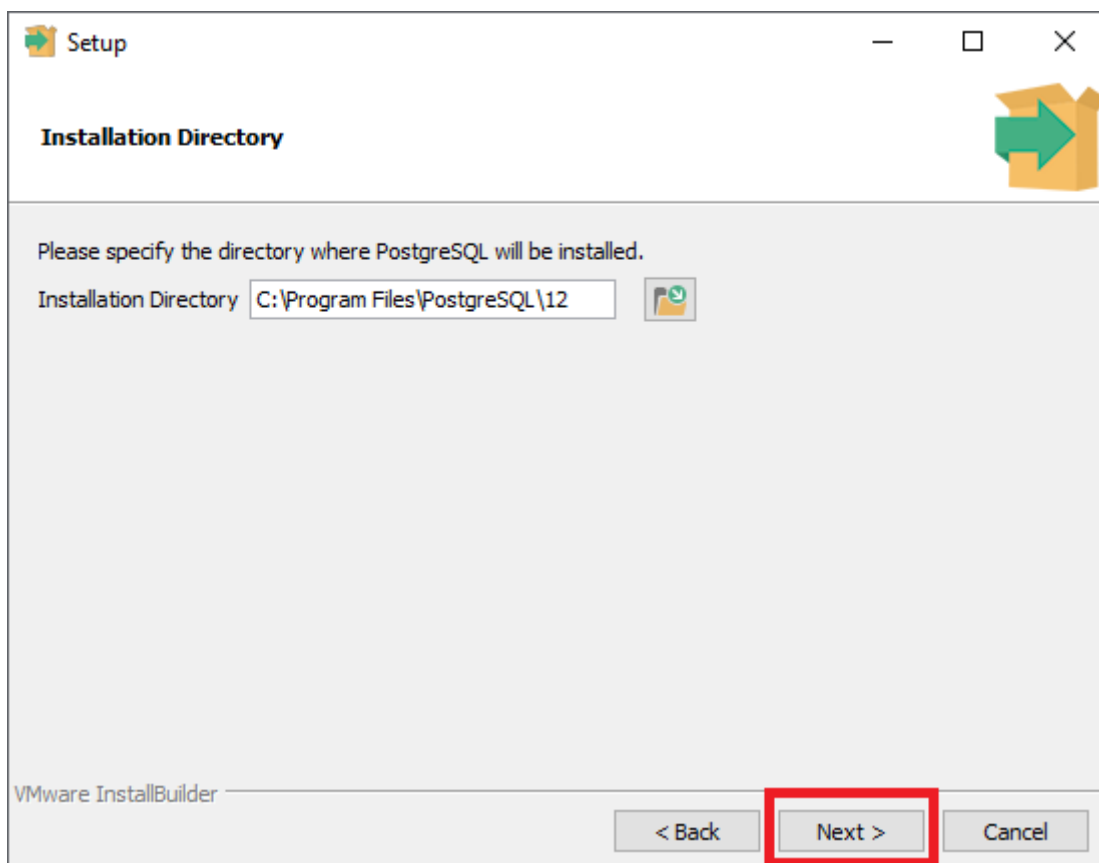 Setup
Installation Directory
Please specify the directory where PostgreSQL will be installed.
Installation Directory C:\Program Files\PostgreSQL\12
VMware InstallBuilder
< Back Next > Cancel